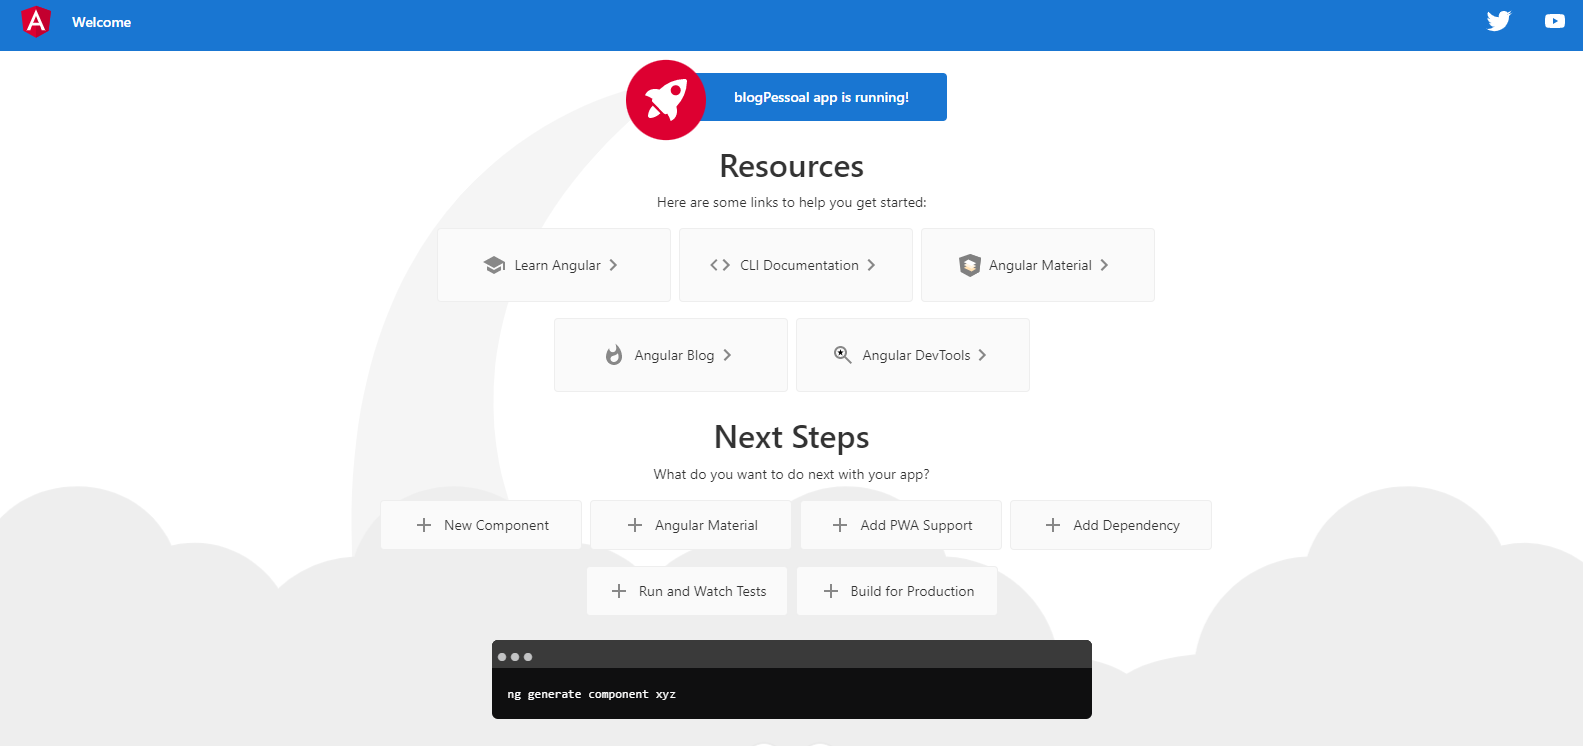 Welcome
blogPessoal app is running!
Resources
Here are some links to help you get started:
Learn Angular
CLI Documentation
Angular Material
Angular Blog
Angular DevTools
Next Steps
What do you want to do next with your app?
New Component
Angular Material
Add PWA Support
Add Dependency
Run and Watch Tests
Build for Production
ng generate component xyz